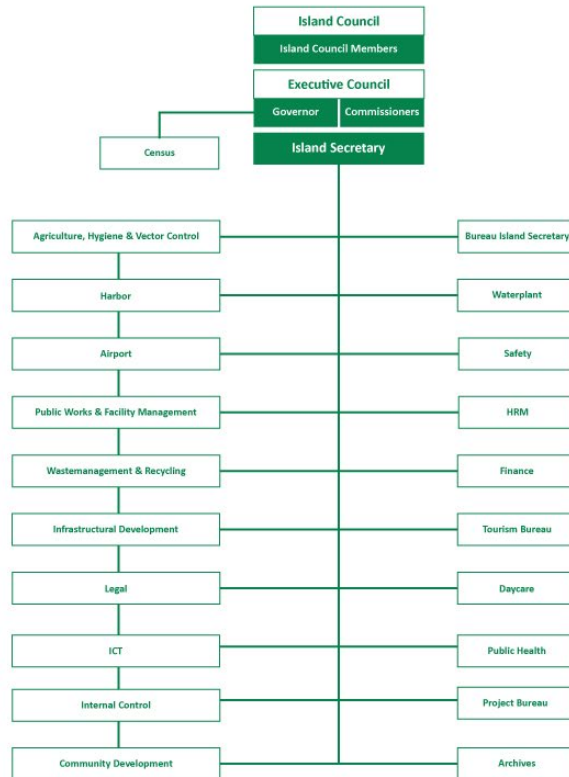 Island Council
Island Council Members
Executive Council
Governor
Commissioners
Census
Island Secretary
Agriculture, Hygiene & Vector Control
Bureau Island Secretary
Harbor
Waterplant
Airport
Safety
Public Works & Facility Management
HRM
Wastemanagement & Recycling
Finance
Infrastructural Development
Tourism Bureau
Legal
Daycare
ICT
Public Health
Internal Control
Project Bureau
Community Development
Archives